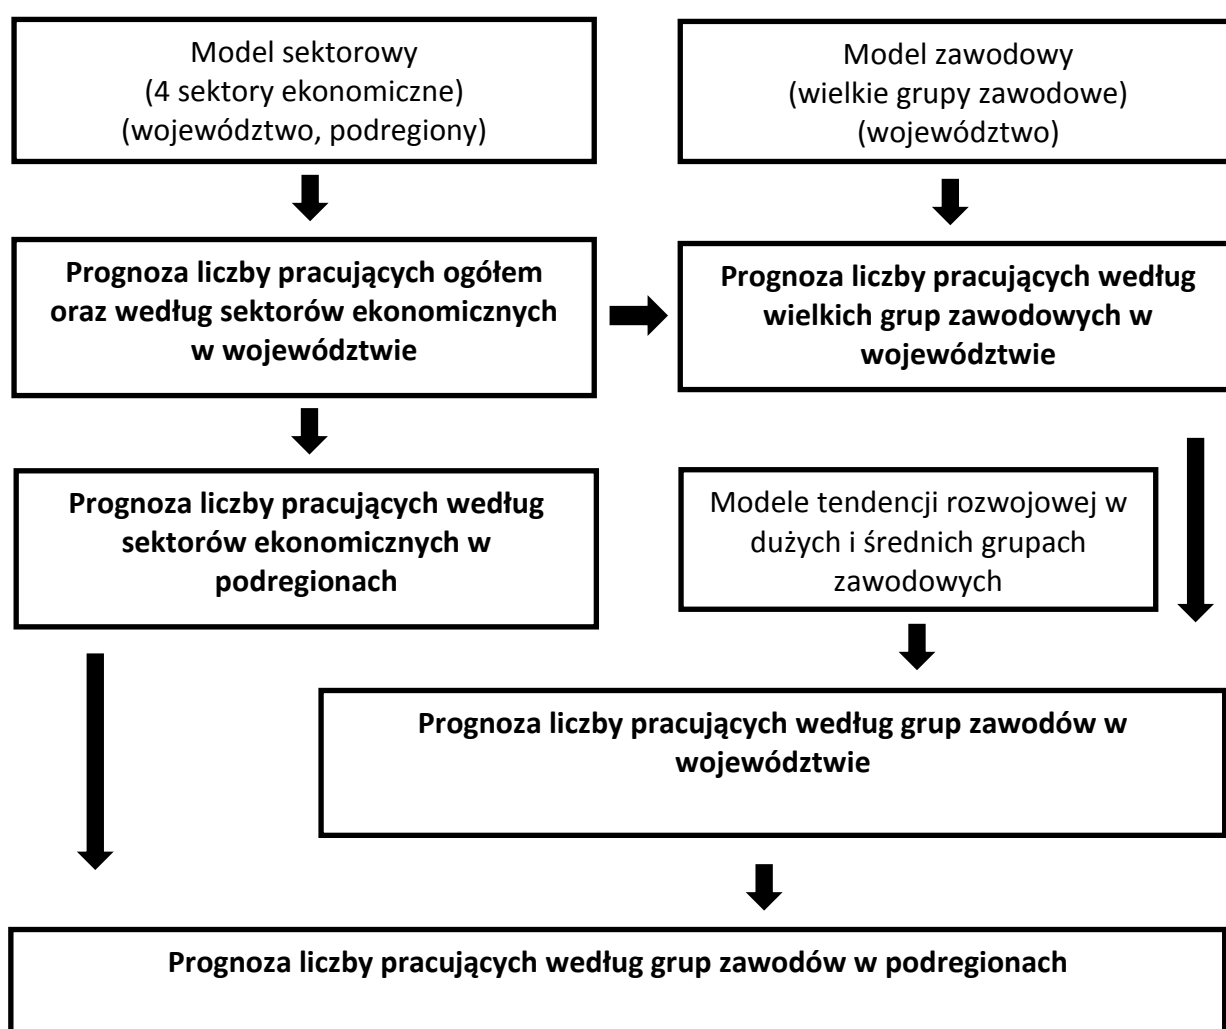 Model sektorowy
(4 sektory ekonomiczne)
(województwo, podregiony)
Model zawodowy
(wielkie grupy zawodowe)
(województwo)
Prognoza liczby pracujących ogółem
oraz według sektorów ekonomicznych
w województwie
Prognoza liczby pracujących według
wielkich grup zawodowych w
województwie
Prognoza liczby pracujących według
sektorów ekonomicznych w
podregionach
Modele tendencji rozwojowej w
dużych i średnich grupach
zawodowych
Prognoza liczby pracujących według grup zawodów w
województwie
Prognoza liczby pracujących według grup zawodów w podregionach